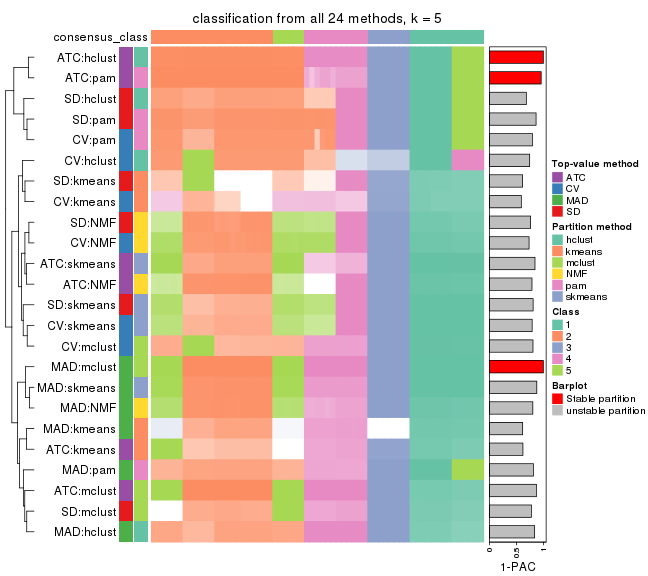 classification from all 24 methods, k = 5
consensus_class
ATC:hclust
ATC:pam
SD:hclust
SD:pam
CV:pam
CV:hclust
SD:kmeans
CV:kmeans
SD:NMF
CV:NMF
ATC:skmeans
ATC:NMF
SD:skmeans
CV:skmeans
CV:mclust
MAD:mclust
MAD:skmeans
MAD:NMF
MAD:kmeans
ATC:kmeans
MAD:pam
ATC:mclust
SD:mclust
MAD:hclust
0
0.5
1
1-PAC
Top-value method
ATC
CV
MAD
SD
Partition method
hclust
kmeans
mclust
NMF
pam
skmeans
Class
1
2
3
4
5
Barplot
Stable partition
unstable partition